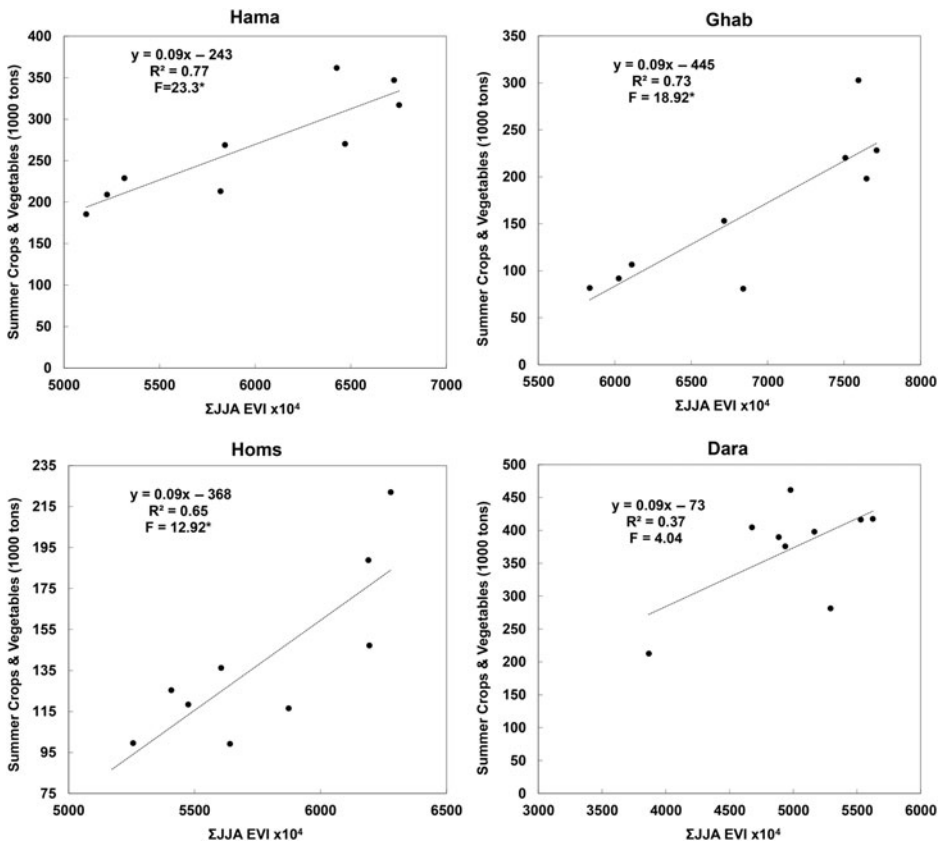 Hama
y = 0.09x – 243
R² = 0.77
F=23.3*
Summer Crops & Vegetables (1000 tons)
400
350
300
250
200
150
100
50
0
5000 5500 6000 6500 7000
ΣJJA EVI x10⁴
Ghab
y = 0.09x – 445
R² = 0.73
F = 18.92*
Summer Crops & Vegetables (1000 tons)
350
300
250
200
150
100
50
0
5500 6000 6500 7000 7500 8000
ΣJJA EVI x10⁴
Homs
y = 0.09x – 368
R² = 0.65
F = 12.92*
Summer Crops & Vegetables (1000 tons)
235
215
195
175
155
135
115
95
75
5000 5500 6000 6500
ΣJJA EVI x10⁴
Dara
y = 0.09x – 73
R² = 0.37
F = 4.04
Summer Crops & Vegetables (1000 tons)
500
450
400
350
300
250
200
150
100
50
0
3000 3500 4000 4500 5000 5500 6000
ΣJJA EVI x10⁴